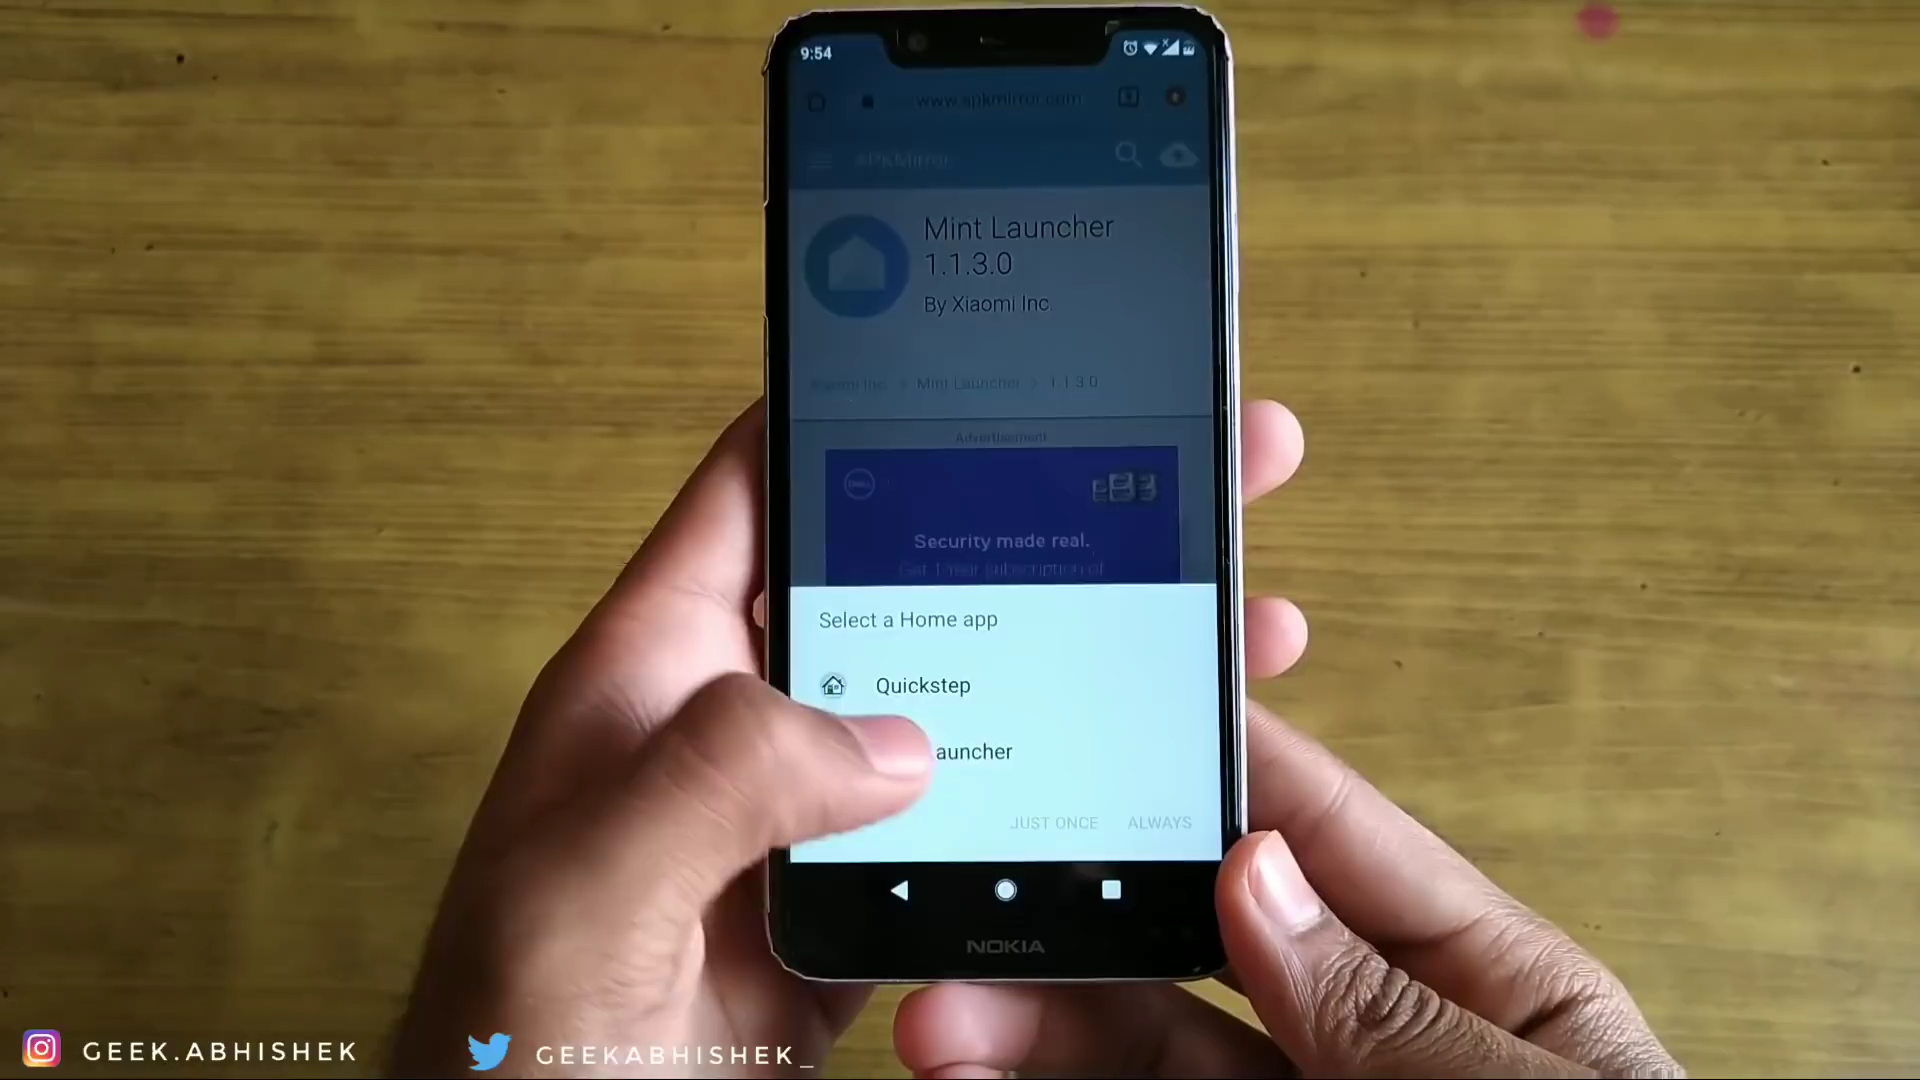 9:54
www.apkmirror.com
APKMirror
Mint Launcher
1.1.3.0
By Xiaomi Inc.
Xiaomi Inc. > Mint Launcher > 1.1.3.0
Advertisement
DELL
Security made real.
Get 1-year subscription of
Select a Home app
Quickstep
auncher
JUST ONCE ALWAYS
NOKIA
GEEK.ABHISHEK
GEEKABHISHEK_